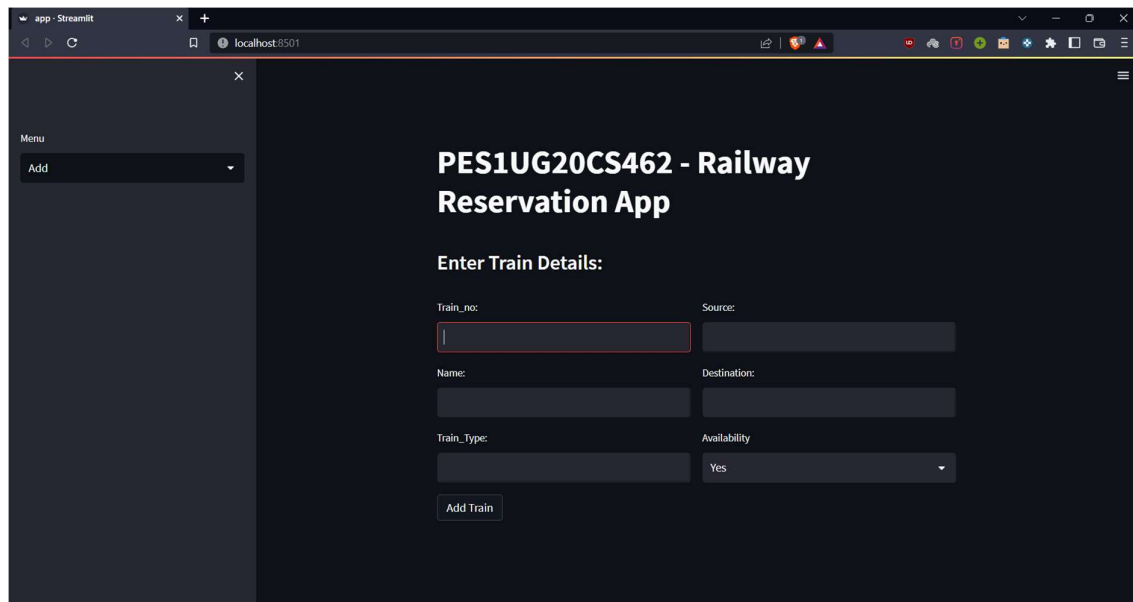 app · Streamlit
localhost:8501
Menu
Add
PES1UG20CS462 - Railway
Reservation App
Enter Train Details:
Train_no:
Source:
Name:
Destination:
Train_Type:
Availability
Yes
Add Train